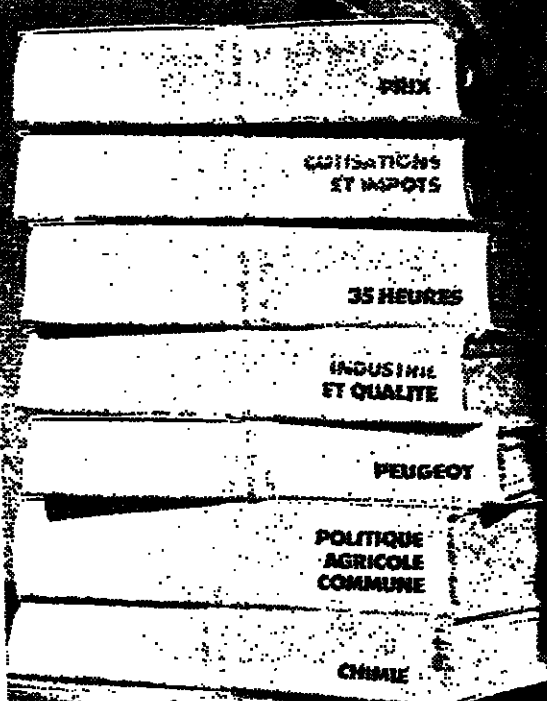 PRIX
COTISATIONS
ET IMPOTS
35 HEURES
INDUSTRIE
ET QUALITE
PEUGEOT
POLITIQUE
AGRICOLE
COMMUNE
CHIMIE